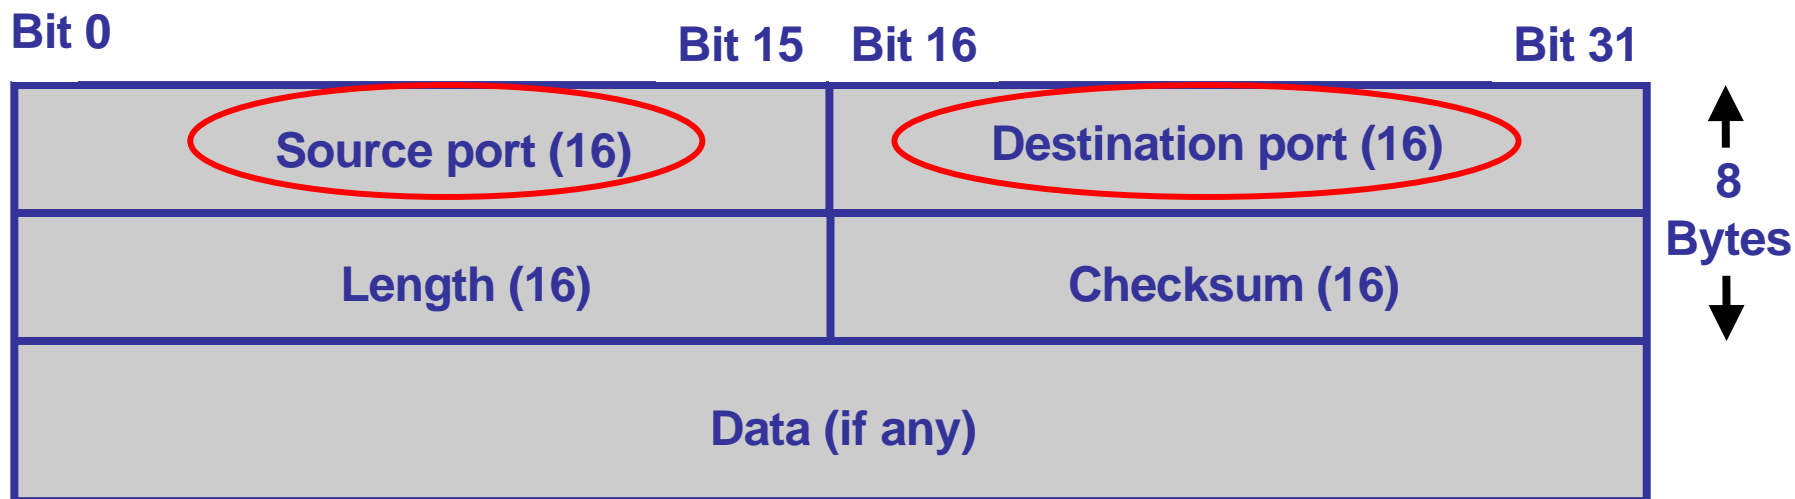 Bit 0
Bit 15
Bit 16
Bit 31
Source port (16)
Destination port (16)
8
Bytes
Length (16)
Checksum (16)
Data (if any)